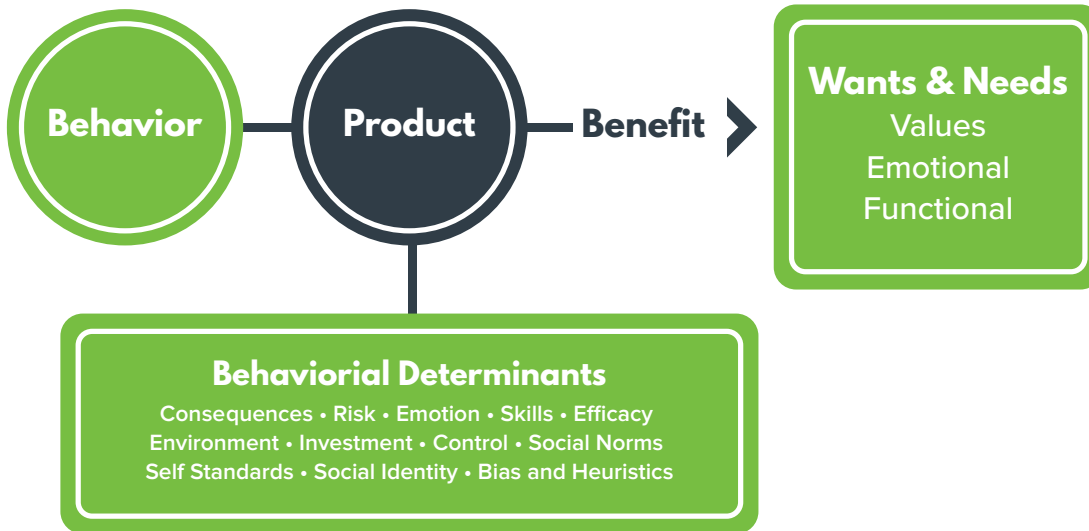 Behavior
Product
Benefit
Wants & Needs
Values
Emotional
Functional
Behaviorial Determinants
Consequences • Risk • Emotion • Skills • Efficacy
Environment • Investment • Control • Social Norms
Self Standards • Social Identity • Bias and Heuristics